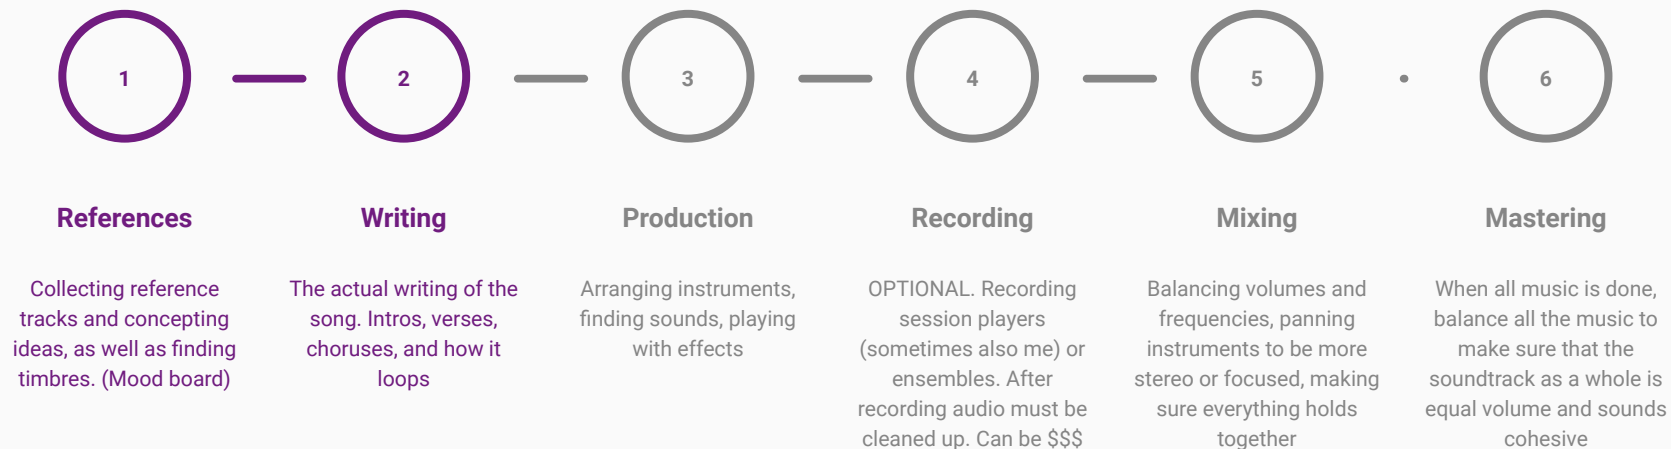 1
2
3
4
5
6
References
Writing
Production
Recording
Mixing
Mastering
Collecting reference
tracks and concepting
ideas, as well as finding
timbres. (Mood board)
The actual writing of the
song. Intros, verses,
choruses, and how it
loops
Arranging instruments,
finding sounds, playing
with effects
OPTIONAL. Recording
session players
(sometimes also me) or
ensembles. After
recording audio must be
cleaned up. Can be $$$
Balancing volumes and
frequencies, panning
instruments to be more
stereo or focused, making
sure everything holds
together
When all music is done,
balance all the music to
make sure that the
soundtrack as a whole is
equal volume and sounds
cohesive